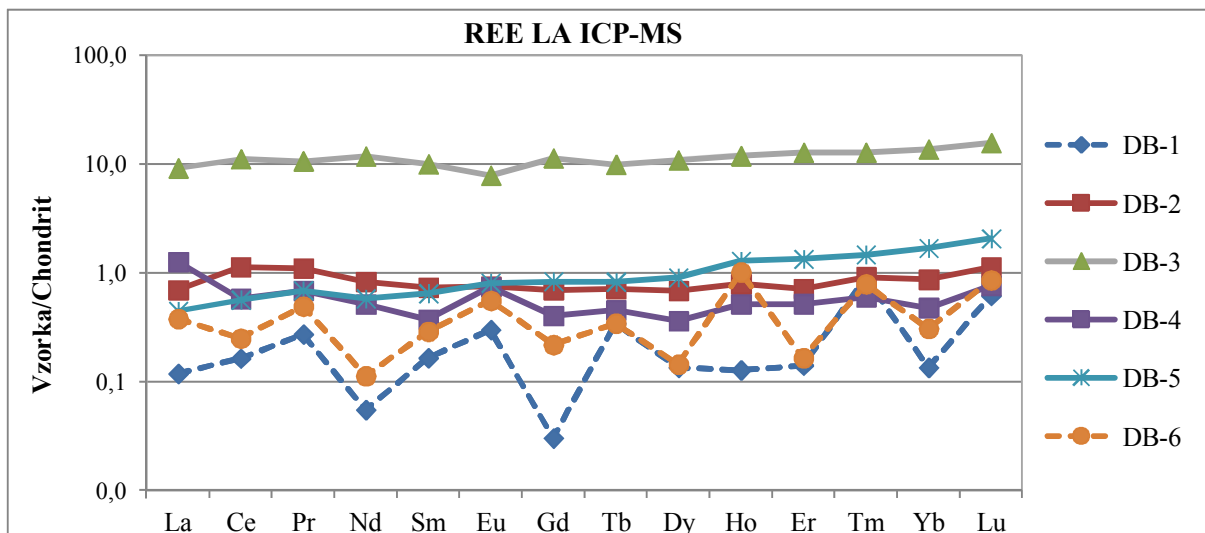 REE LA ICP-MS
100,0
10,0
1,0
0,1
0,0
Vzorka/Chondrit
La Ce Pr Nd Sm Eu Gd Tb Dy Ho Er Tm Yb Lu
DB-1
DB-2
DB-3
DB-4
DB-5
DB-6